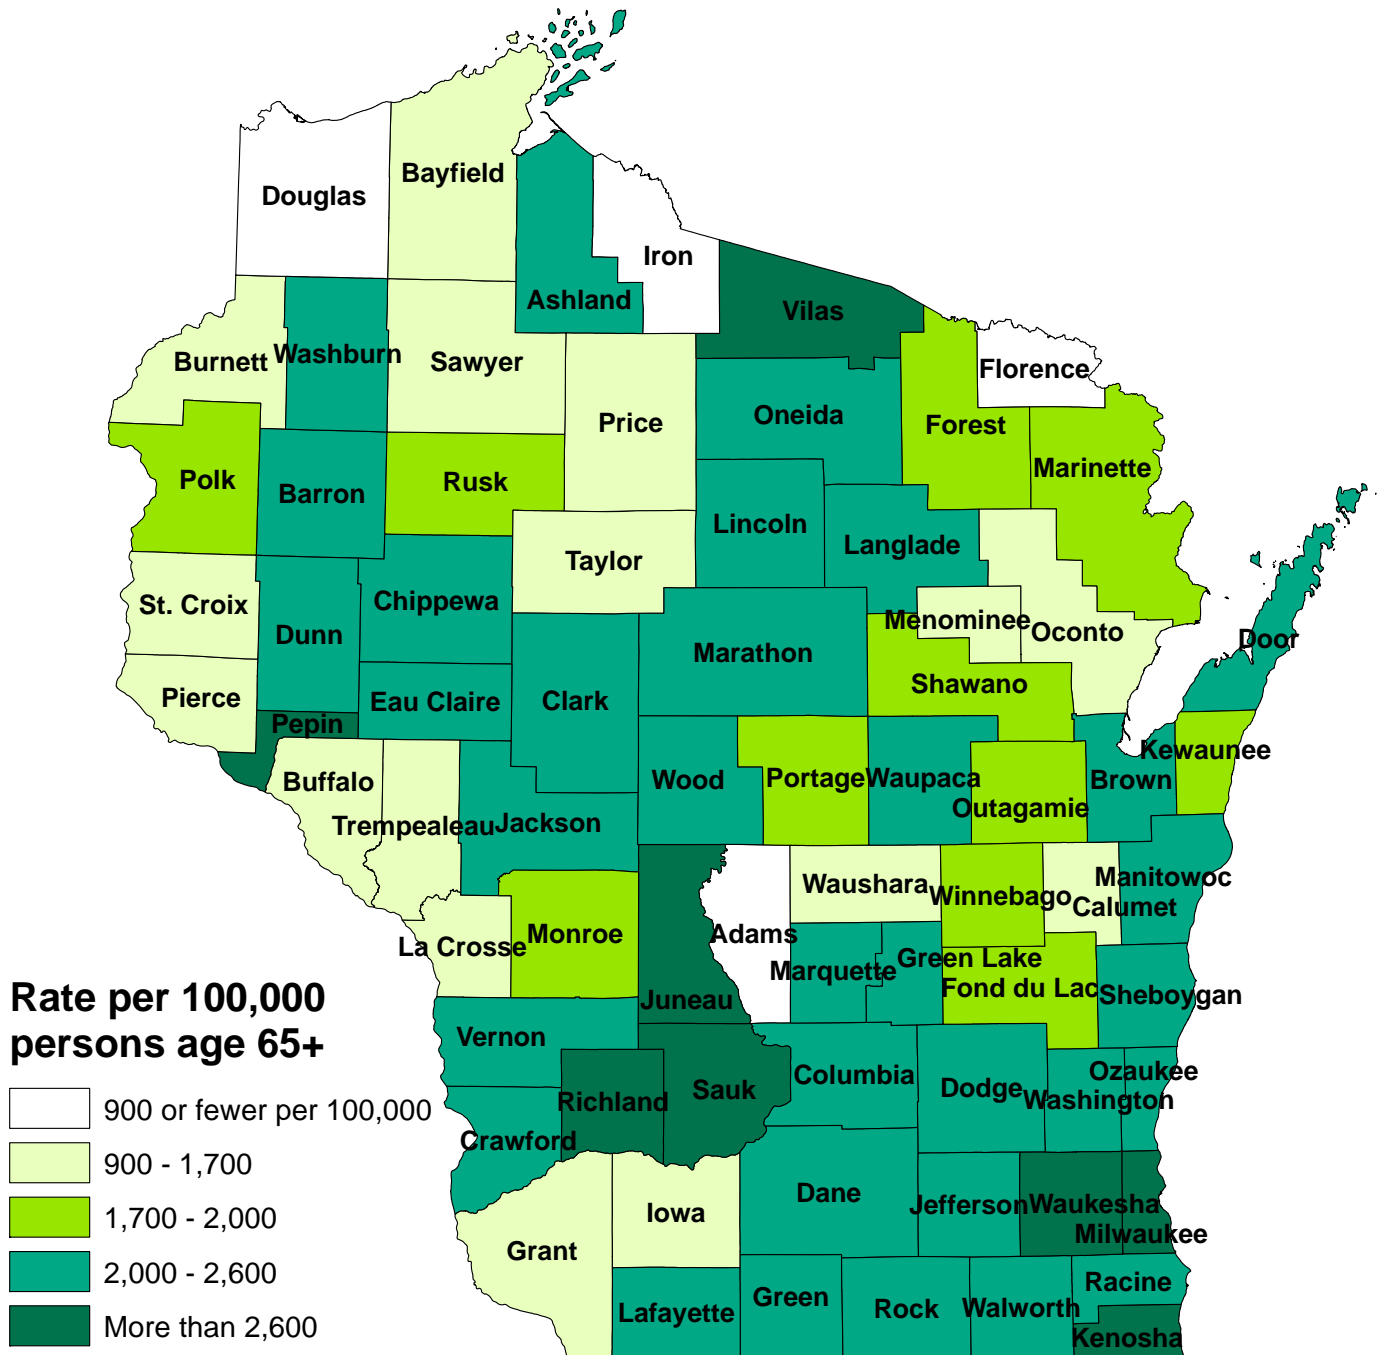 Bayfield
Douglas
Iron
Ashland
Vilas
Burnett
Washburn
Sawyer
Florence
Price
Oneida
Forest
Marinette
Polk
Barron
Rusk
Lincoln
Langlade
Taylor
St. Croix
Chippewa
Dunn
Menominee
Oconto
Door
Marathon
Shawano
Pierce
Eau Claire
Clark
Pepin
Kewaunee
Buffalo
Wood
Portage
Waupaca
Brown
Outagamie
Trempealeau
Jackson
Waushara
Winnebago
Manitowoc
Calumet
La Crosse
Monroe
Adams
Marquette
Green Lake
Fond du Lac
Sheboygan
Juneau
Vernon
Columbia
Dodge
Ozaukee
Washington
Richland
Sauk
Crawford
Dane
Jefferson
Waukesha
Milwaukee
Iowa
Grant
Lafayette
Green
Rock
Walworth
Racine
Kenosha
Rate per 100,000
persons age 65+
900 or fewer per 100,000
900 - 1,700
1,700 - 2,000
2,000 - 2,600
More than 2,600